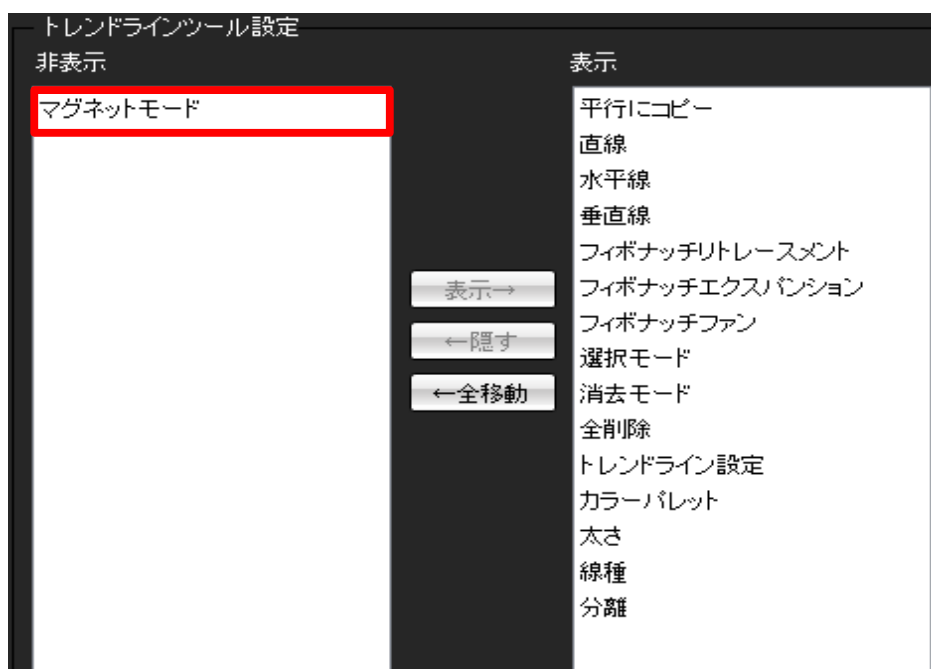 トレンドラインツール設定
非表示
マグネットモード
表示→
←隠す
←全移動
表示
平行にコピー
直線
水平線
垂直線
フィボナッチリトレースメント
フィボナッチエクスパンション
フィボナッチファン
選択モード
消去モード
全削除
トレンドライン設定
カラーパレット
太さ
線種
分離